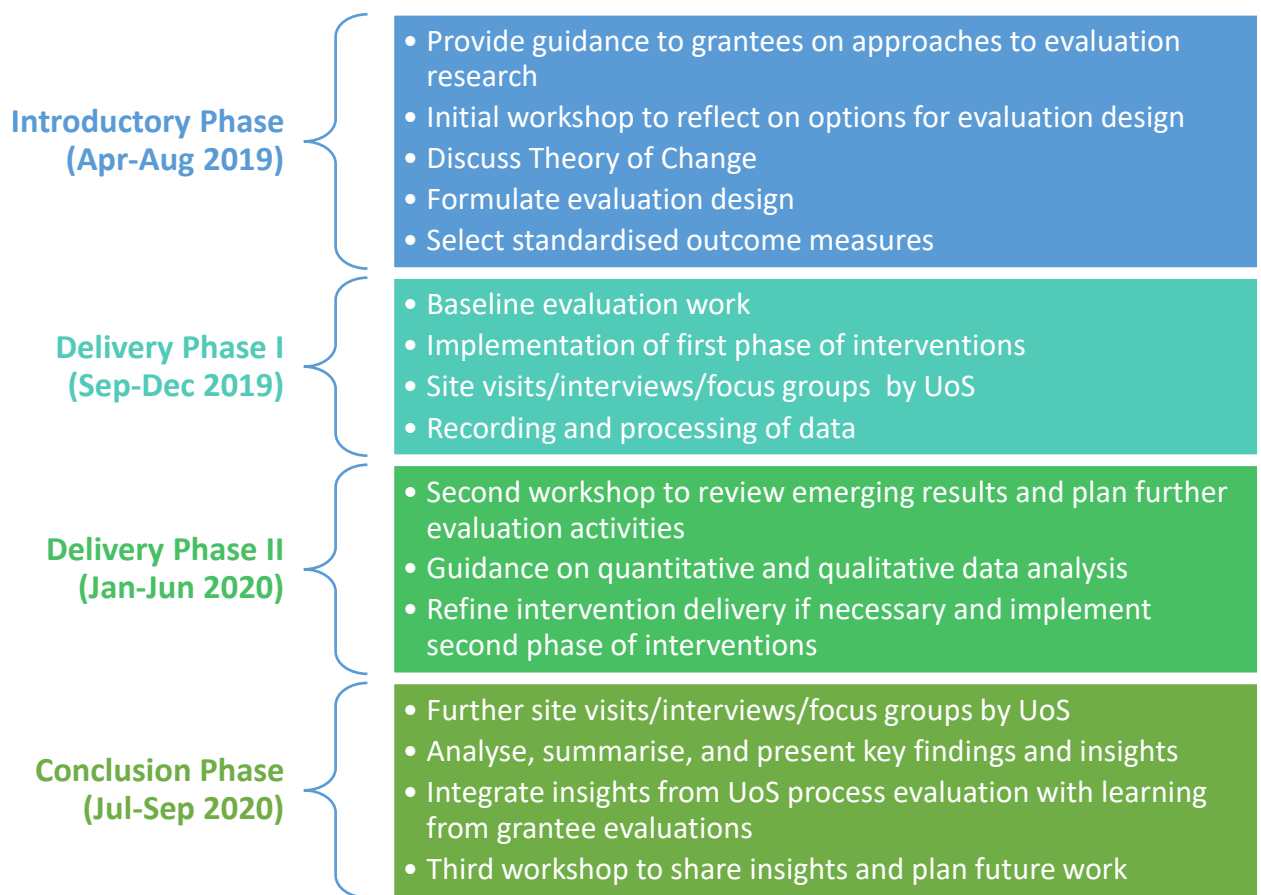 Introductory Phase
(Apr-Aug 2019)
• Provide guidance to grantees on approaches to evaluation
research
• Initial workshop to reflect on options for evaluation design
• Discuss Theory of Change
• Formulate evaluation design
• Select standardised outcome measures
Delivery Phase I
(Sep-Dec 2019)
• Baseline evaluation work
• Implementation of first phase of interventions
• Site visits/interviews/focus groups  by UoS
• Recording and processing of data
Delivery Phase II
(Jan-Jun 2020)
• Second workshop to review emerging results and plan further
evaluation activities
• Guidance on quantitative and qualitative data analysis
• Refine intervention delivery if necessary and implement
second phase of interventions
Conclusion Phase
(Jul-Sep 2020)
• Further site visits/interviews/focus groups by UoS
• Analyse, summarise, and present key findings and insights
• Integrate insights from UoS process evaluation with learning
from grantee evaluations
• Third workshop to share insights and plan future work